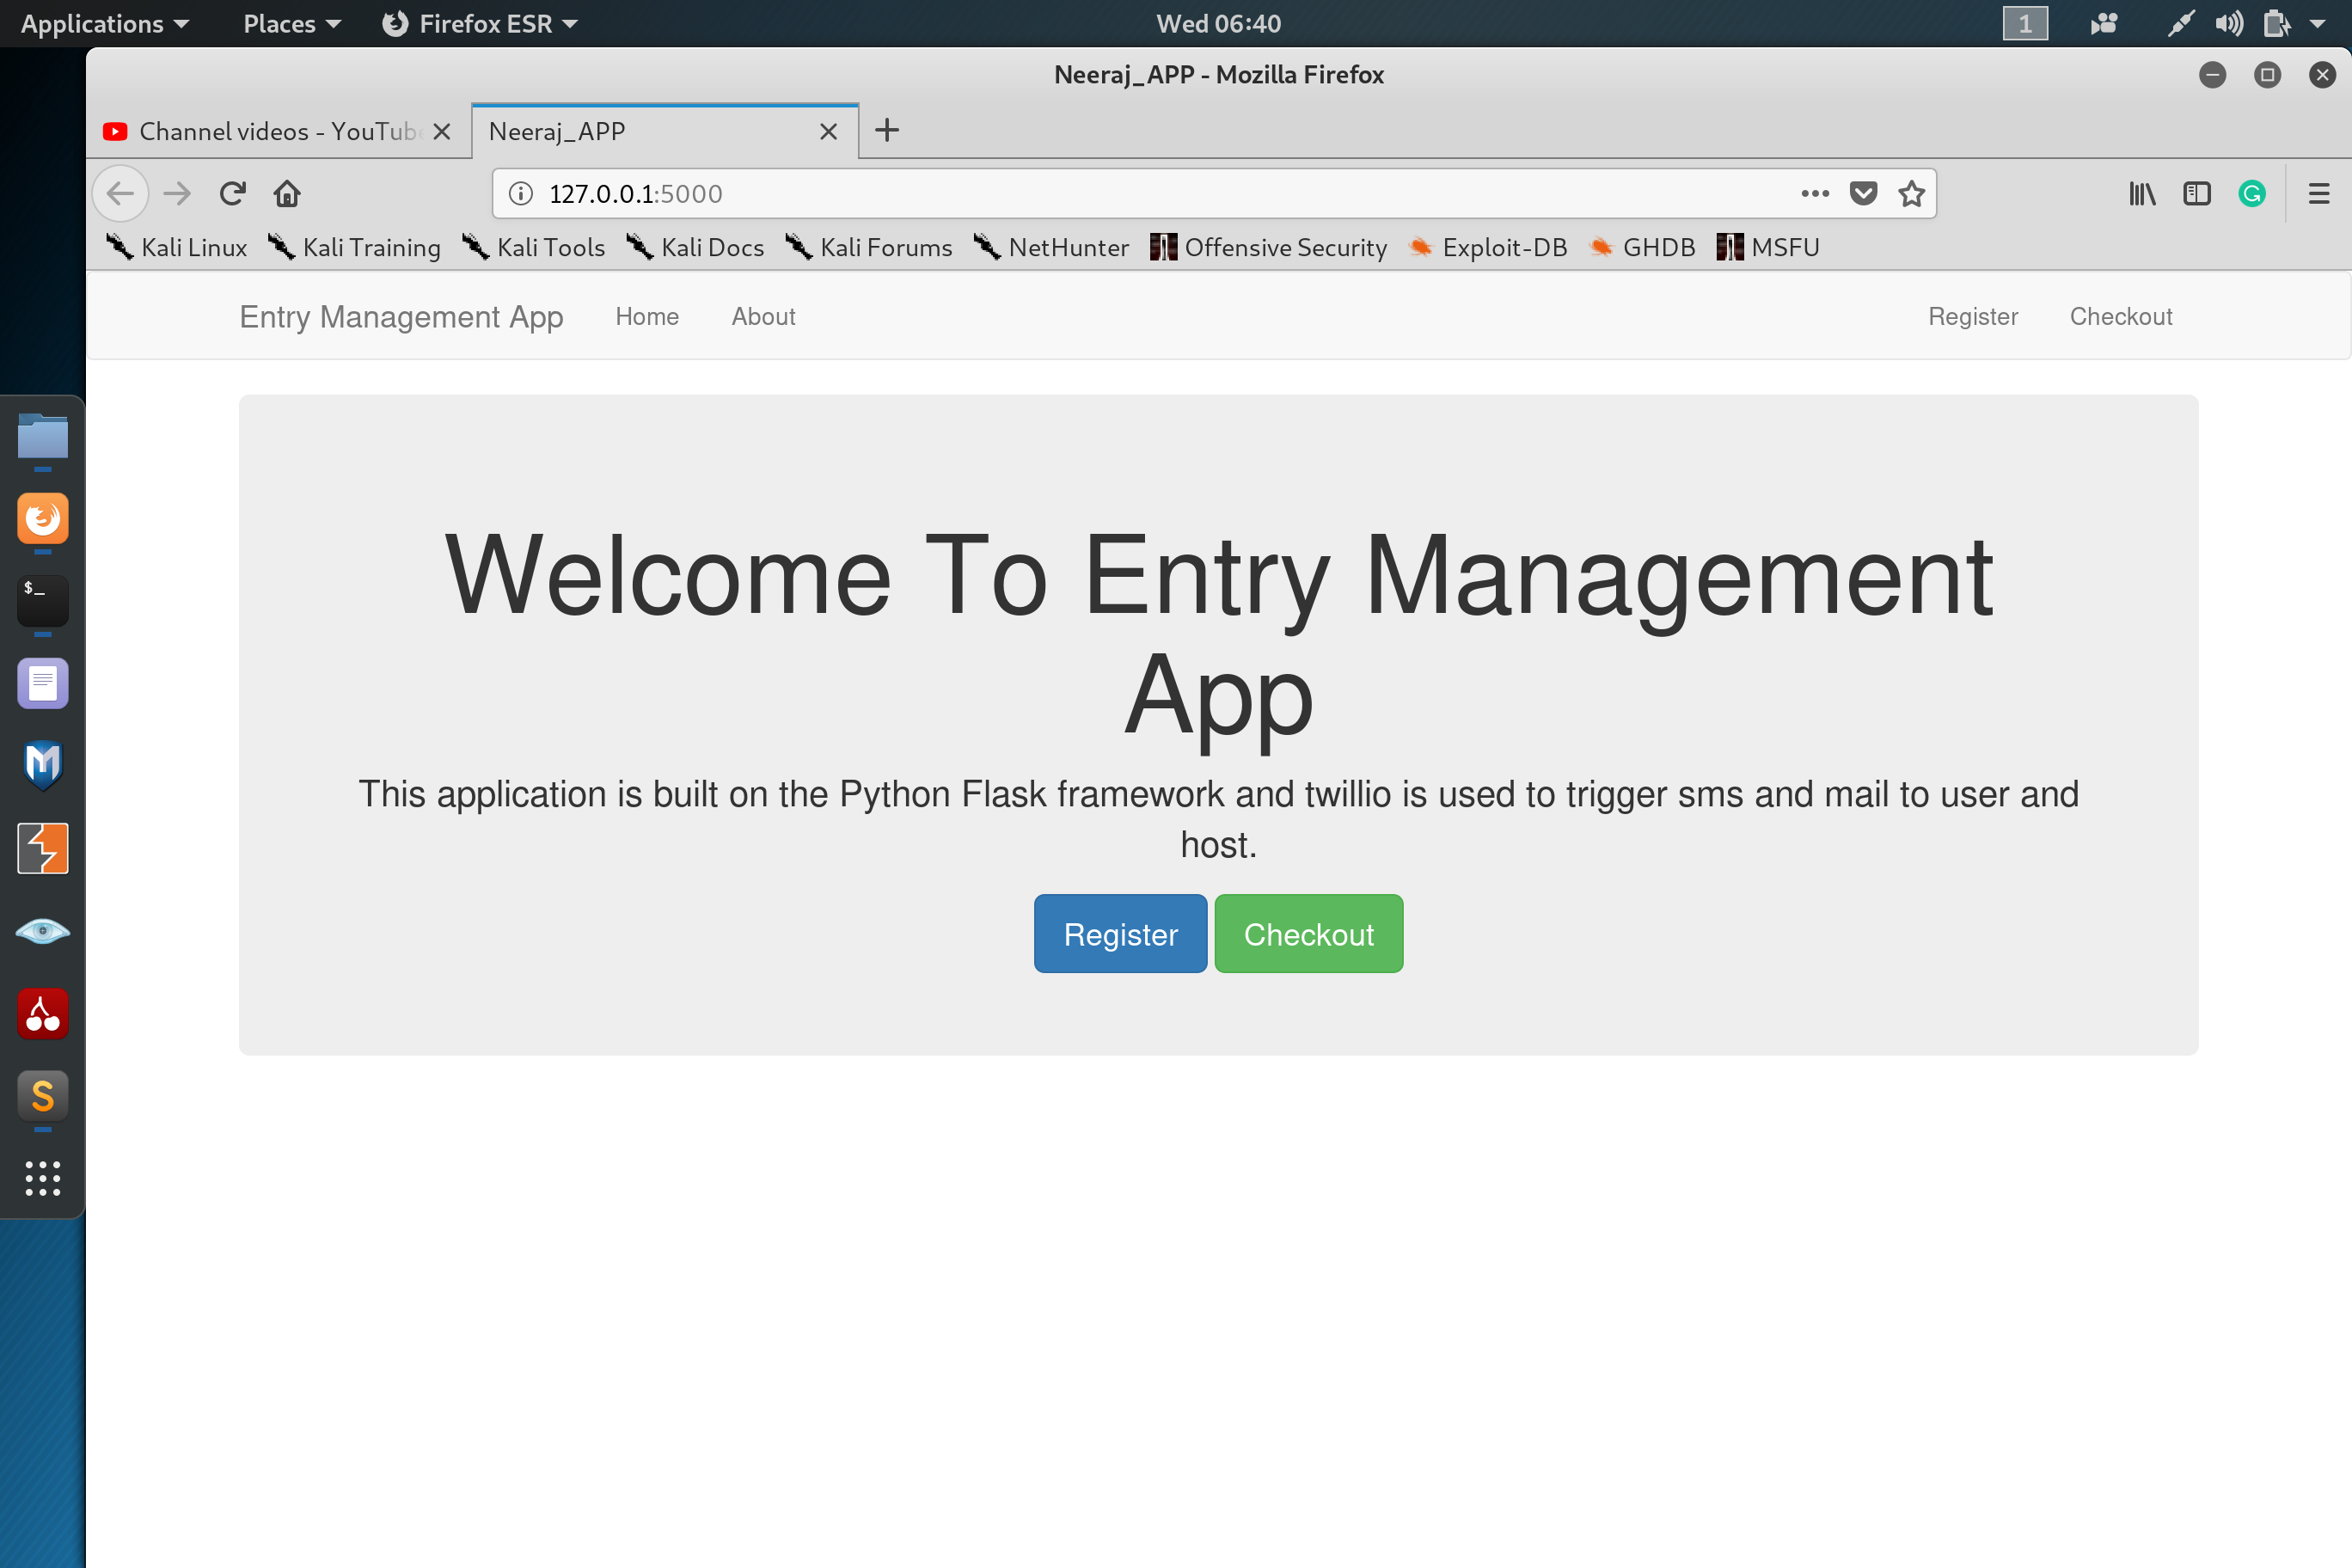 Applications Places Firefox ESR Wed 06:40 1
Neeraj_APP - Mozilla Firefox
Channel videos - YouTube Neeraj_APP
127.0.0.1:5000
Kali Linux Kali Training Kali Tools Kali Docs Kali Forums NetHunter Offensive Security Exploit-DB GHDB MSFU
Entry Management App Home About Register Checkout
$_
Welcome To Entry Management
App
This application is built on the Python Flask framework and twillio is used to trigger sms and mail to user and
host.
Register Checkout